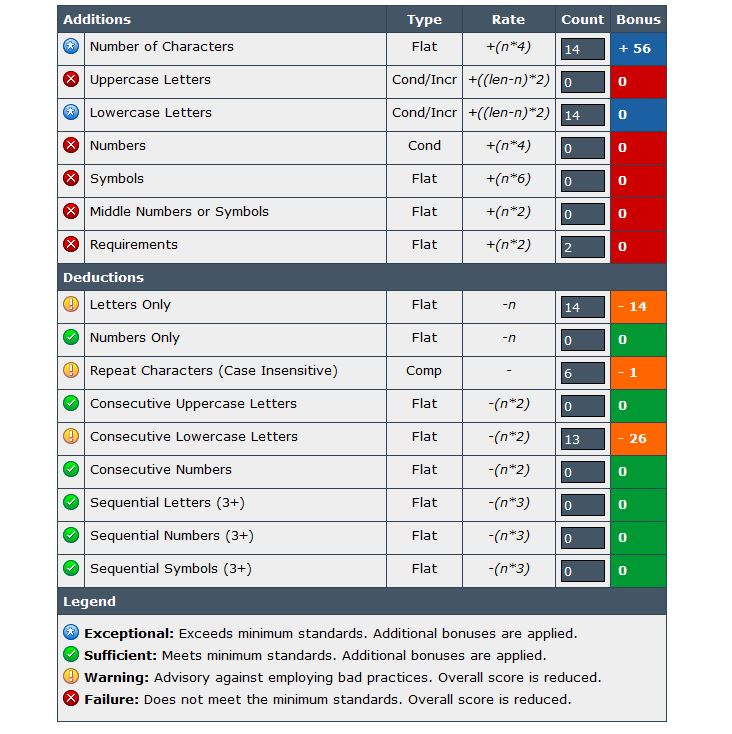 Additions Type Rate Count Bonus
Number of Characters Flat +(n*4) 14 + 56
Uppercase Letters Cond/Incr +((len-n)*2) 0 0
Lowercase Letters Cond/Incr +((len-n)*2) 14 0
Numbers Cond +(n*4) 0 0
Symbols Flat +(n*6) 0 0
Middle Numbers or Symbols Flat +(n*2) 0 0
Requirements Flat +(n*2) 2 0
Deductions
Letters Only Flat -n 14 - 14
Numbers Only Flat -n 0 0
Repeat Characters (Case Insensitive) Comp - 6 - 1
Consecutive Uppercase Letters Flat -(n*2) 0 0
Consecutive Lowercase Letters Flat -(n*2) 13 - 26
Consecutive Numbers Flat -(n*2) 0 0
Sequential Letters (3+) Flat -(n*3) 0 0
Sequential Numbers (3+) Flat -(n*3) 0 0
Sequential Symbols (3+) Flat -(n*3) 0 0
Legend
Exceptional: Exceeds minimum standards. Additional bonuses are applied.
Sufficient: Meets minimum standards. Additional bonuses are applied.
Warning: Advisory against employing bad practices. Overall score is reduced.
Failure: Does not meet the minimum standards. Overall score is reduced.